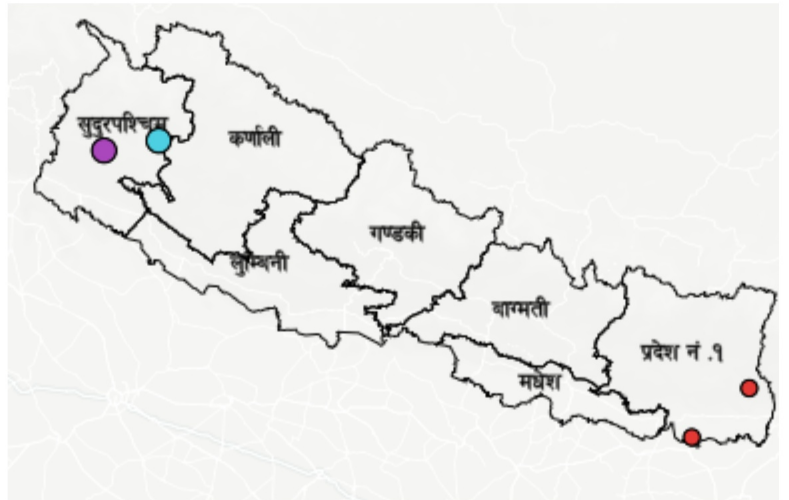 सुदुरपश्चिम
कर्णाली
गण्डकी
लुम्बिनी
बाग्मती
प्रदेश नं .१
मधेश